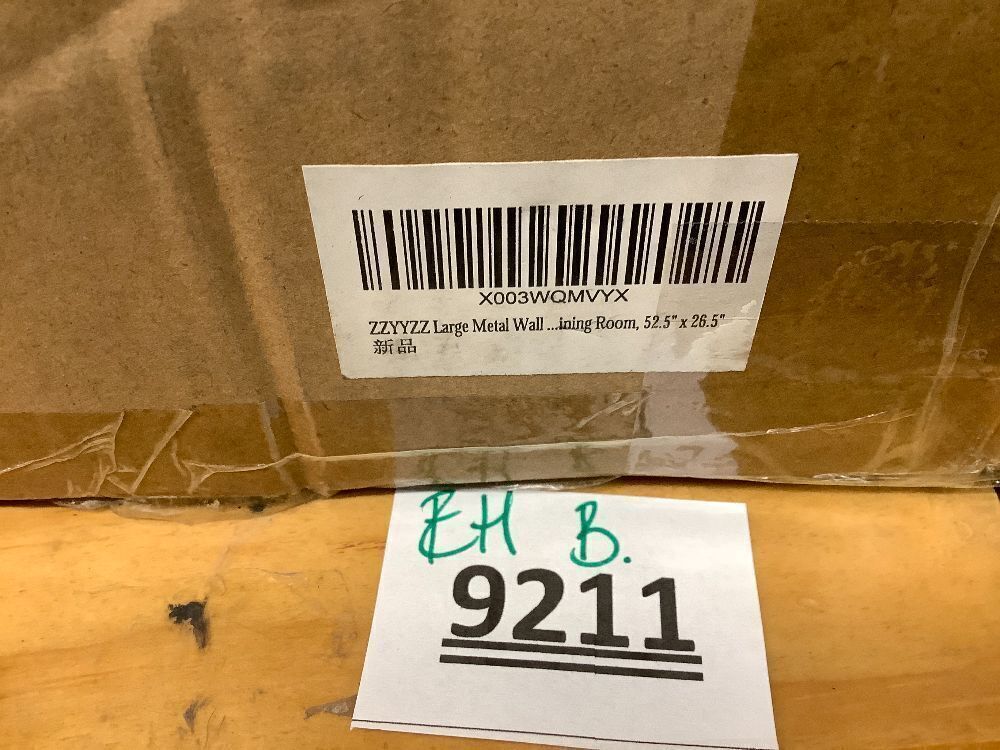 X003WQMVYX
ZZYYZZ Large Metal Wall ...ining Room, 52.5" x 26.5"
新品
EH B.
9211